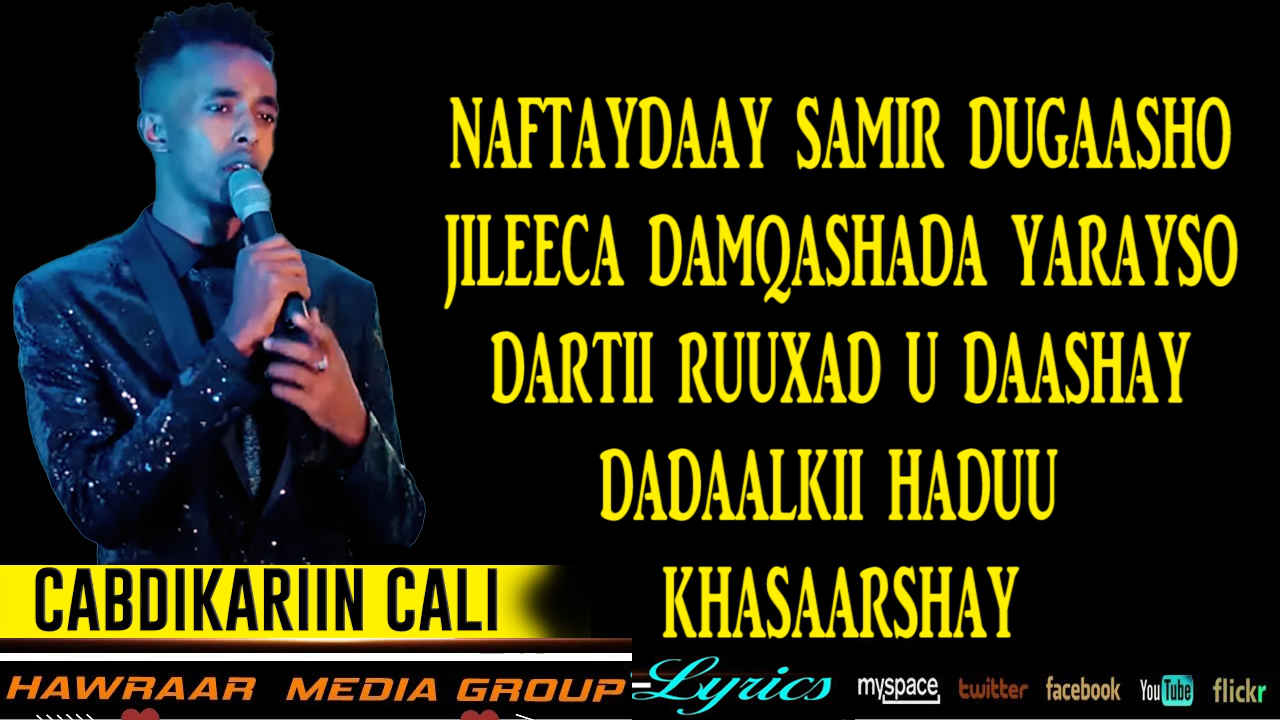 NAFTAYDAAY SAMIR DUGAASHO
JILEECA DAMQASHADA YARAYSO
DARTII RUUXAD U DAASHAY
DADAALKII HADUU
KHASAARSHAY
CABDIKARIIN CALI
HAWRAAR MEDIA GROUP Lyrics myspace twitter facebook YouTube flickr